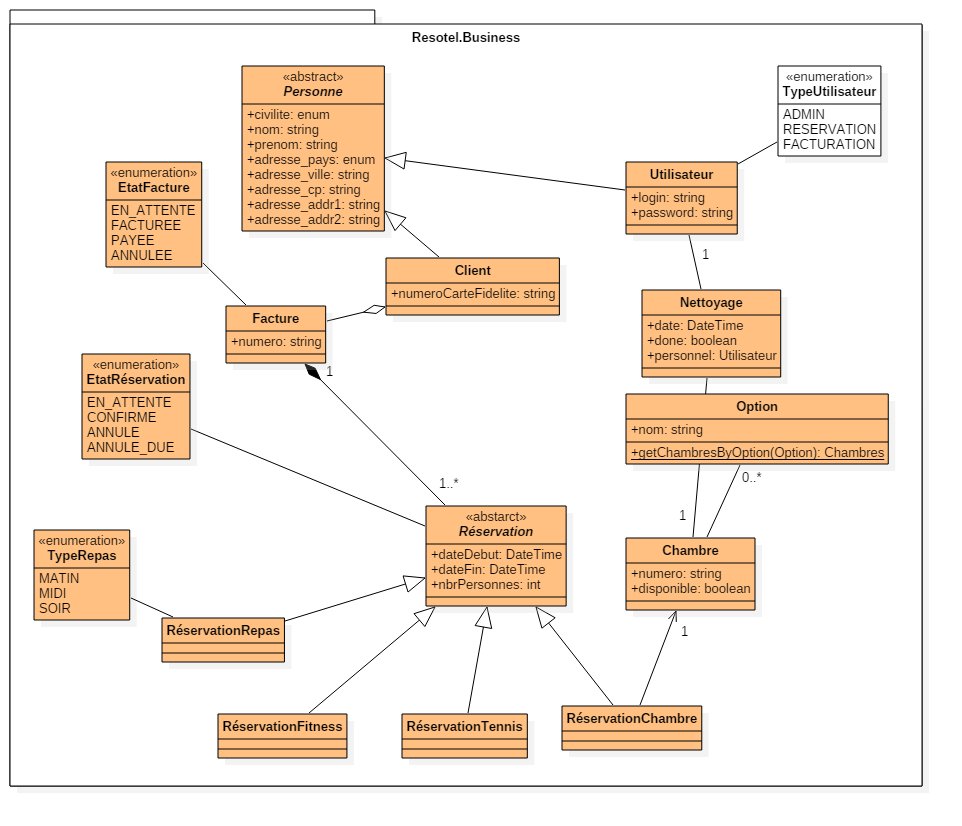 Resotel.Business
«abstract»
Personne
+civilite: enum
+nom: string
+prenom: string
+adresse_pays: enum
+adresse_ville: string
+adresse_cp: string
+adresse_addr1: string
+adresse_addr2: string
«enumeration»
TypeUtilisateur
ADMIN
RESERVATION
FACTURATION
«enumeration»
EtatFacture
EN_ATTENTE
FACTUREE
PAYEE
ANNULEE
Utilisateur
+login: string
+password: string
1
Client
+numeroCarteFidelite: string
Nettoyage
+date: DateTime
+done: boolean
+personnel: Utilisateur
Facture
+numero: string
1
«enumeration»
EtatRéservation
EN_ATTENTE
CONFIRME
ANNULE
ANNULE_DUE
Option
+nom: string
+getChambresByOption(Option): Chambres
0..*
1..*
1
«abstarct»
Réservation
+dateDebut: DateTime
+dateFin: DateTime
+nbrPersonnes: int
«enumeration»
TypeRepas
MATIN
MIDI
SOIR
Chambre
+numero: string
+disponible: boolean
1
RéservationRepas
RéservationFitness
RéservationTennis
RéservationChambre